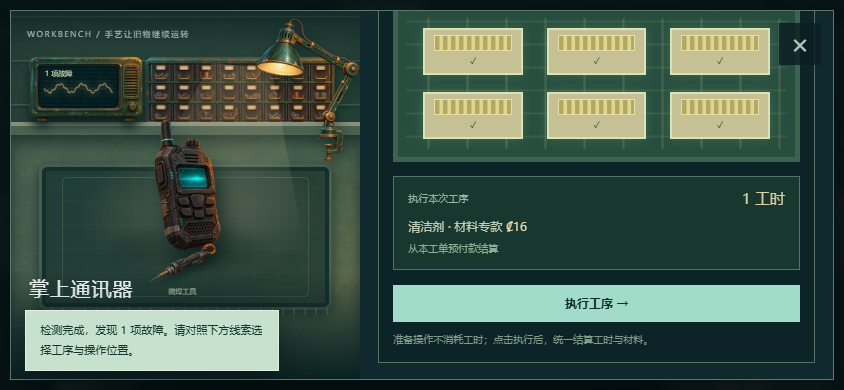 WORKBENCH / 手艺让旧物继续运转
1 项故障
微焊工具
掌上通讯器
检测完成，发现 1 项故障。请对照下方线索选
择工序与操作位置。
✓ ✓ ✓
✓ ✓ ✓
执行本次工序
1 工时
清洁剂 · 材料专款 ₡16
从本工单预付款结算
执行工序 →
准备操作不消耗工时；点击执行后，统一结算工时与材料。